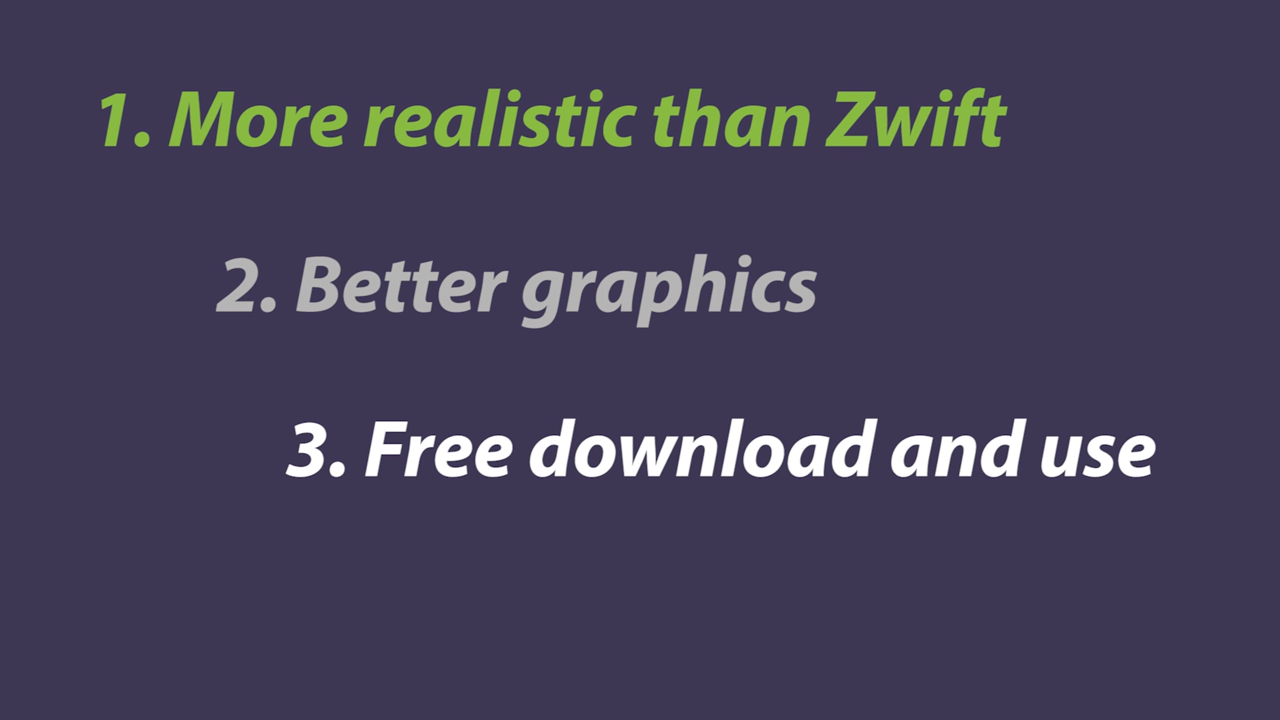 1. More realistic than Zwift
2. Better graphics
3. Free download and use